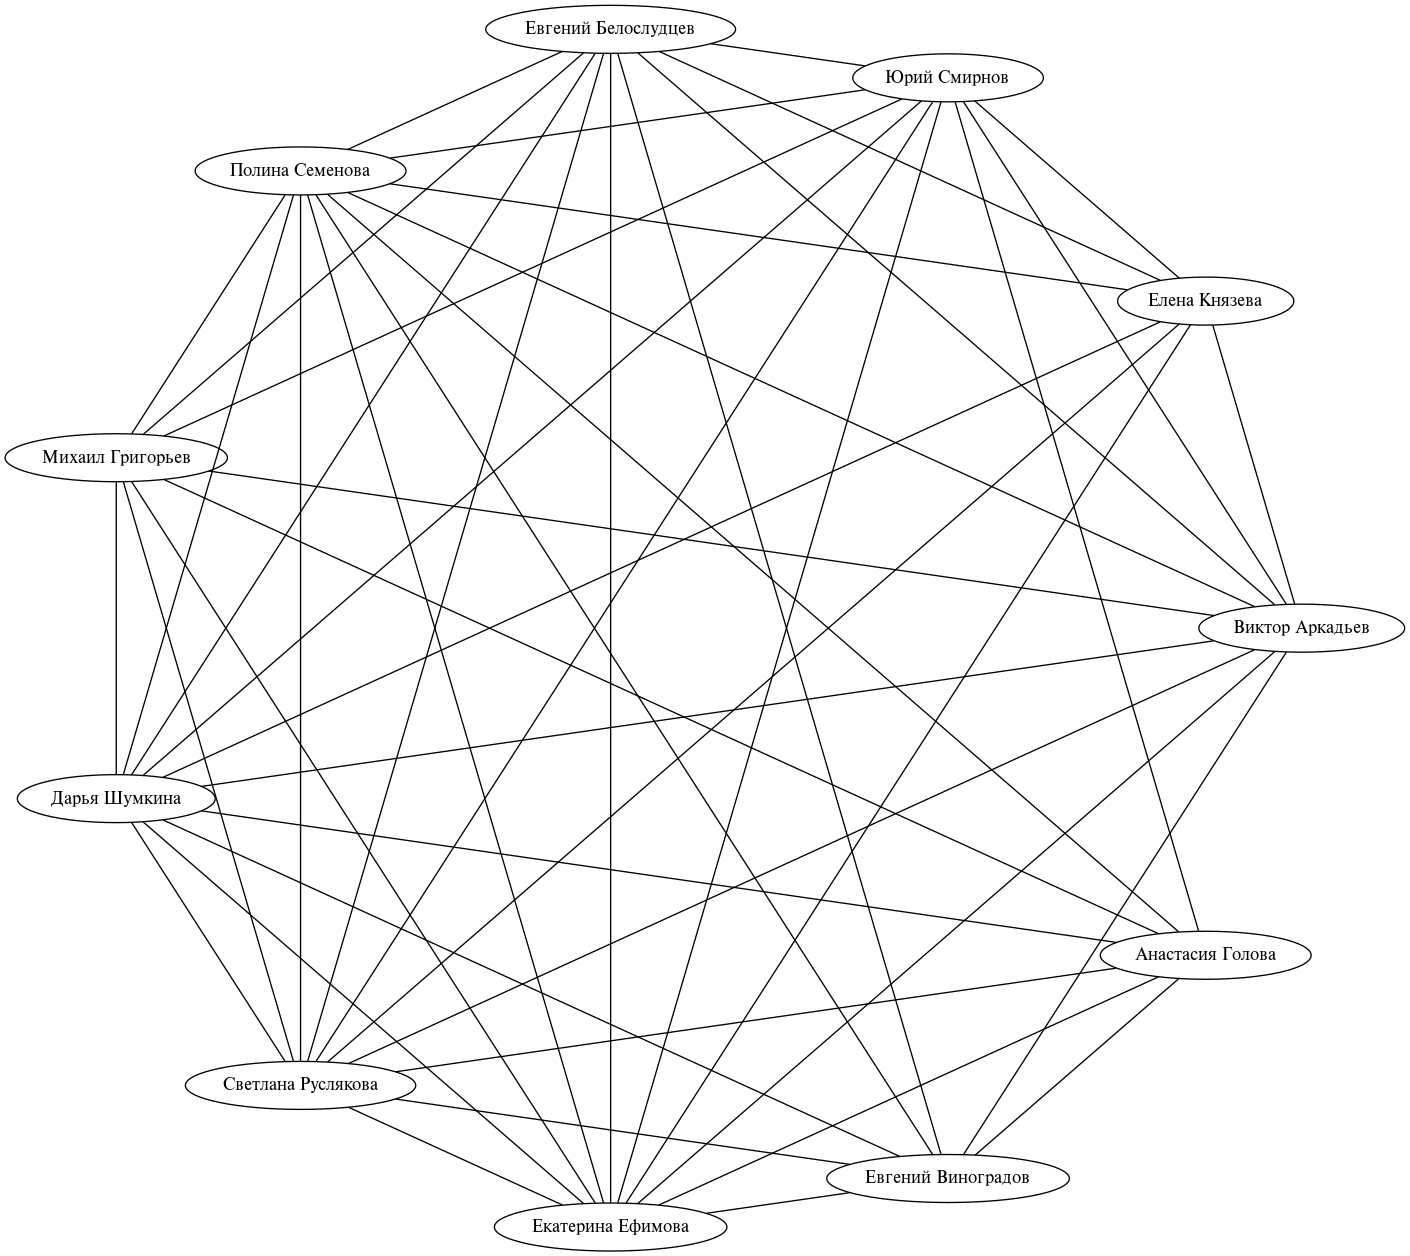 Евгений Белослудцев
Юрий Смирнов
Полина Семенова
Елена Князева
Михаил Григорьев
Виктор Аркадьев
Дарья Шумкина
Анастасия Голова
Светлана Руслякова
Евгений Виноградов
Екатерина Ефимова